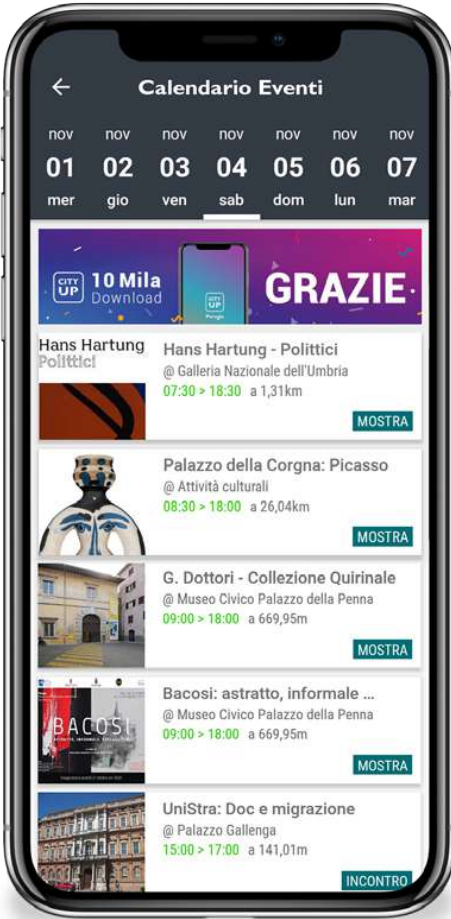 Calendario Eventi
nov nov nov nov nov nov nov
01 02 03 04 05 06 07
mer gio ven sab dom lun mar
CITY UP 10 Mila Download
CITY UP
Perugia
GRAZIE
Hans Hartung
Polittici
Hans Hartung - Polittici
@ Galleria Nazionale dell'Umbria
07:30 > 18:30 a 1,31km
MOSTRA
Palazzo della Corgna: Picasso
@ Attività culturali
08:30 > 18:00 a 26,04km
MOSTRA
G. Dottori - Collezione Quirinale
@ Museo Civico Palazzo della Penna
09:00 > 18:00 a 669,95m
MOSTRA
BACOSI
Bacosi: astratto, informale ...
@ Museo Civico Palazzo della Penna
09:00 > 18:00 a 669,95m
MOSTRA
UniStra: Doc e migrazione
@ Palazzo Gallenga
15:00 > 17:00 a 141,01m
INCONTRO